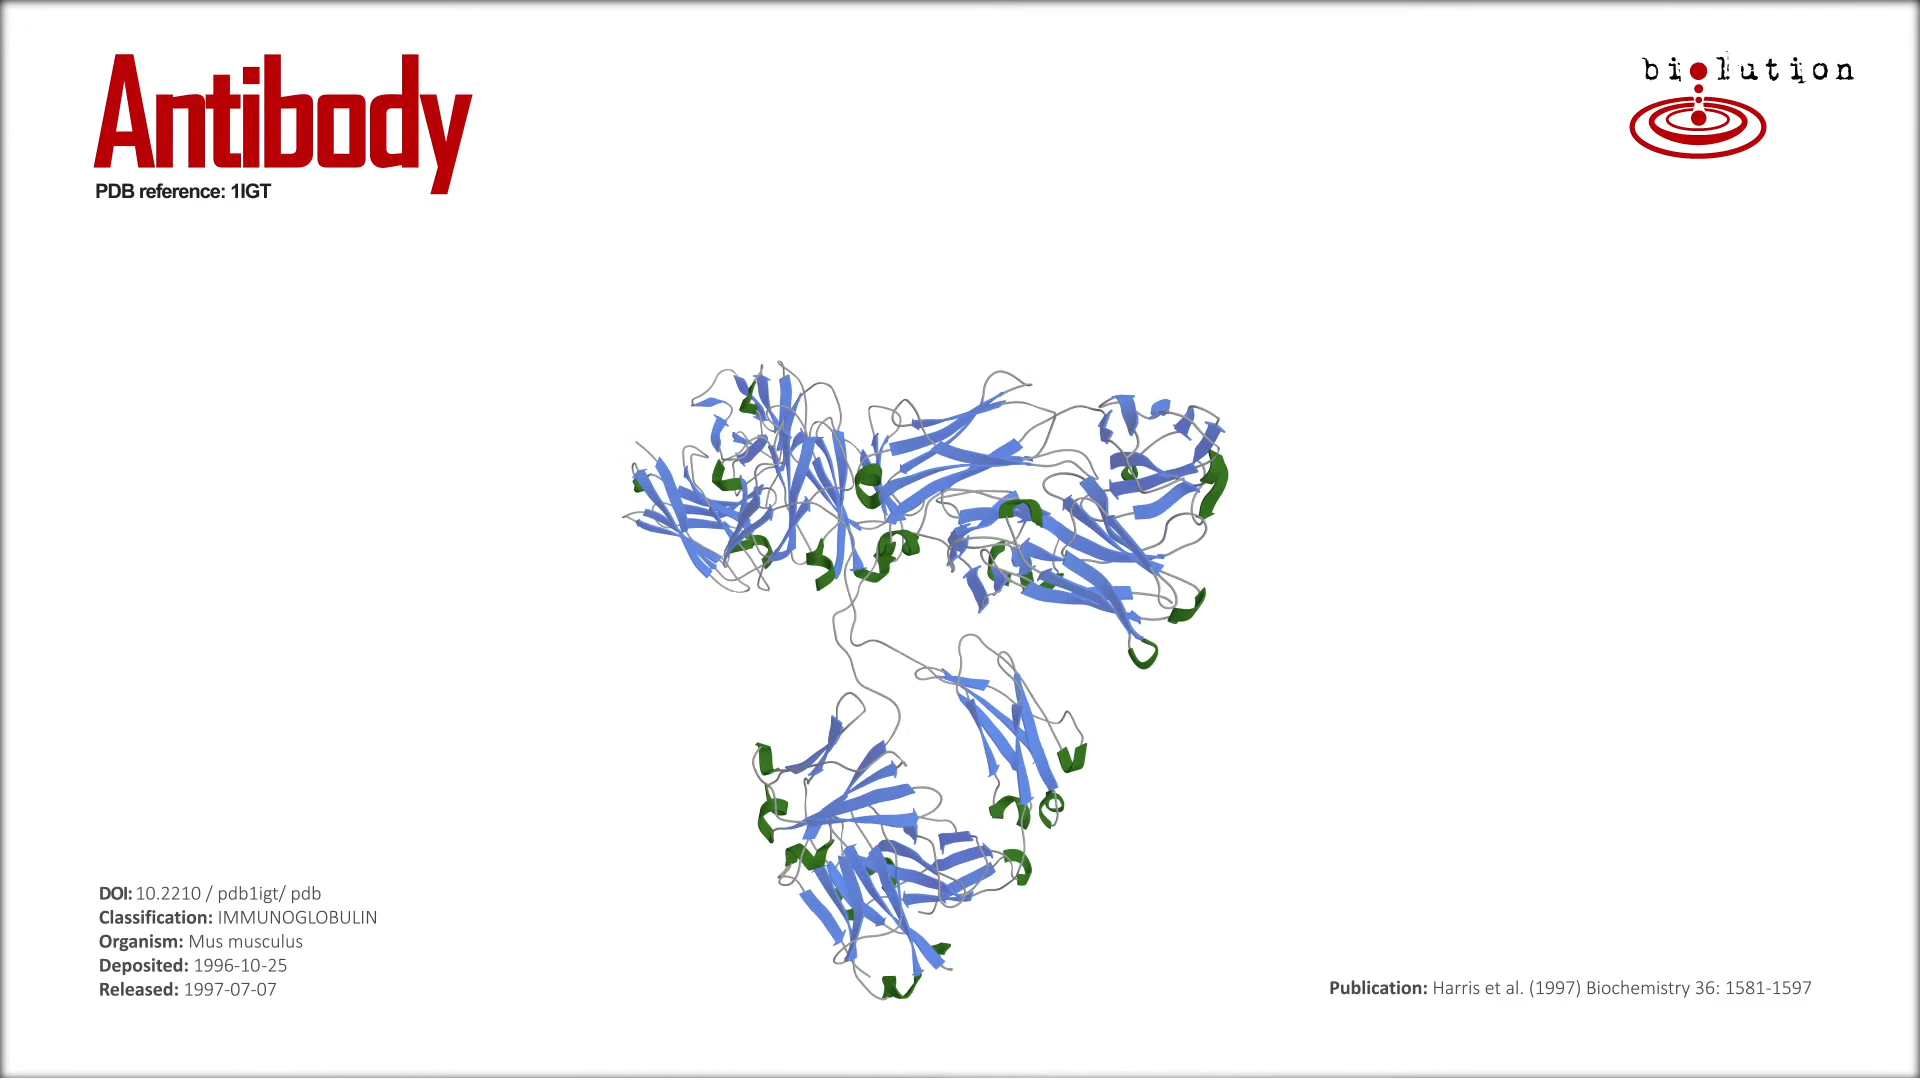 Antibody
PDB reference: 1IGT
biolution
DOI: 10.2210 / pdb1igt/ pdb
Classification: IMMUNOGLOBULIN
Organism: Mus musculus
Deposited: 1996-10-25
Released: 1997-07-07
Publication: Harris et al. (1997) Biochemistry 36: 1581-1597